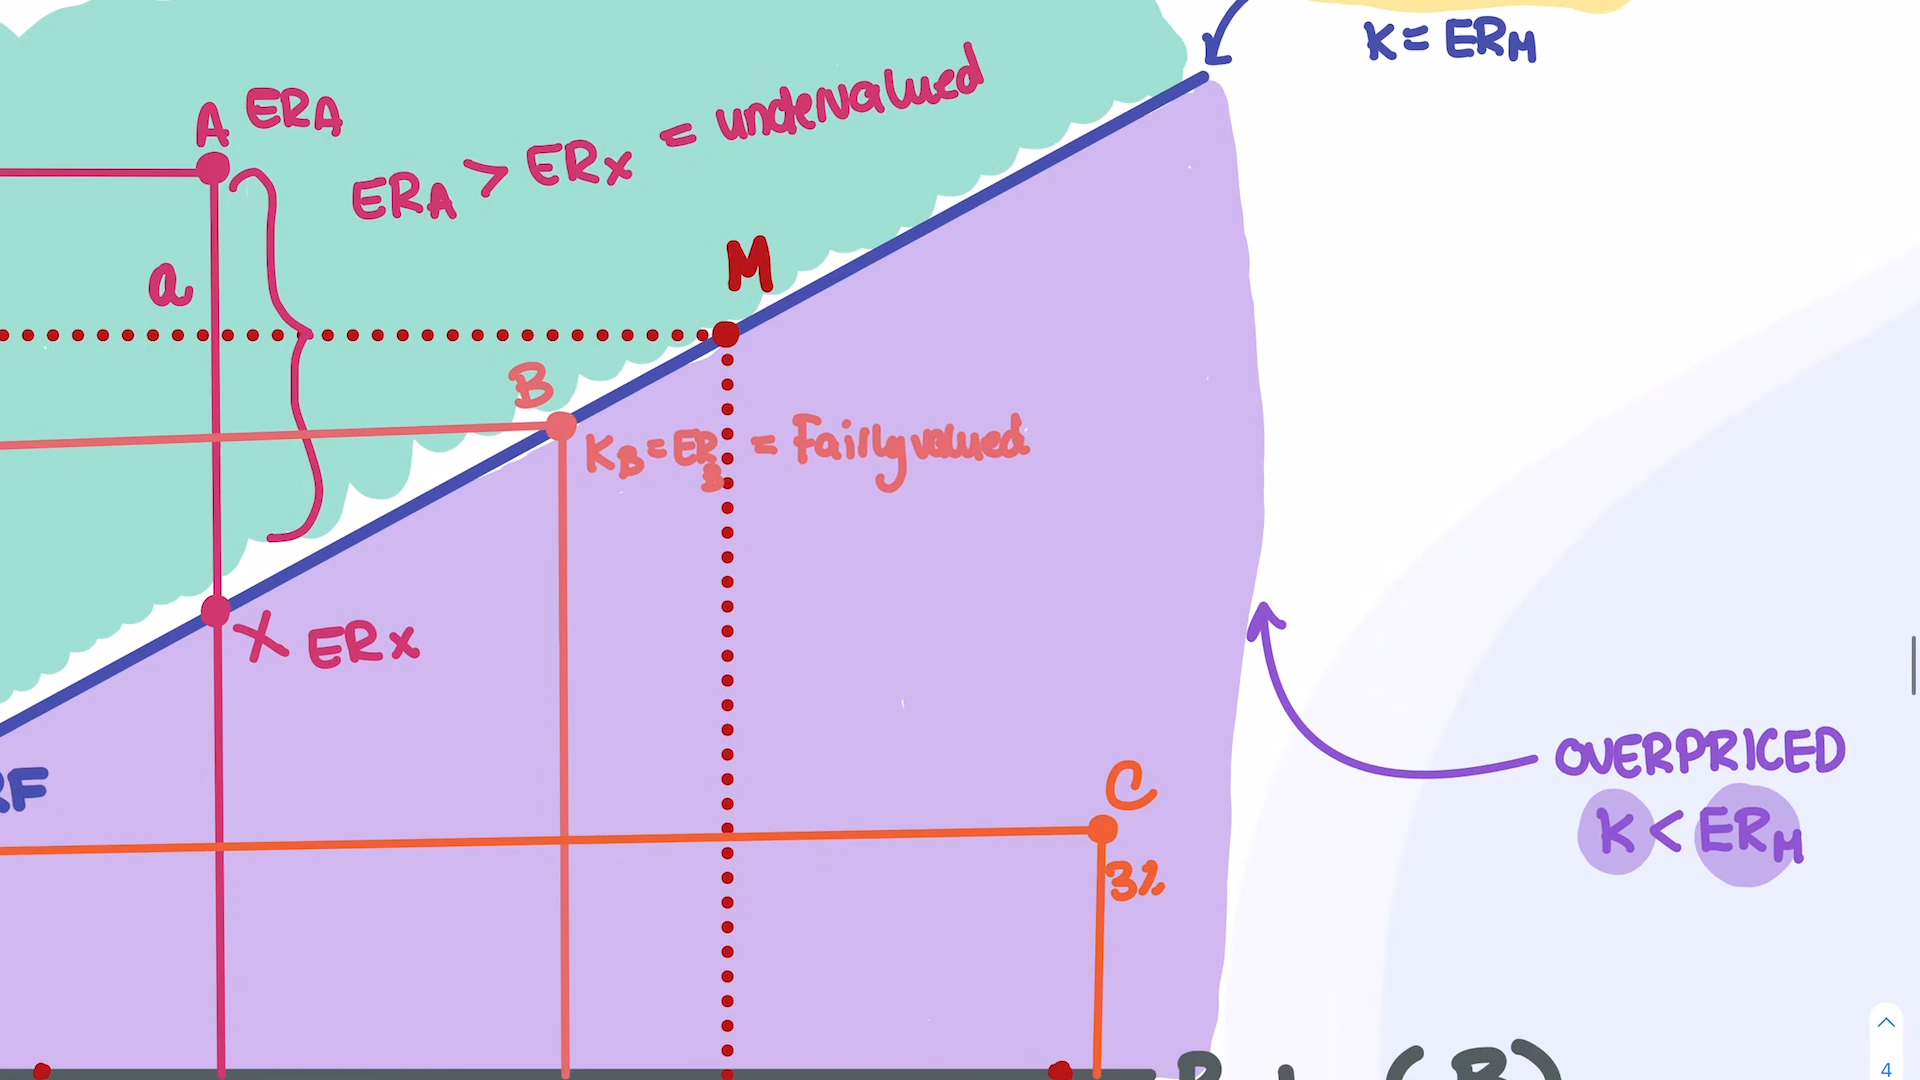 K = ERM
A ERA
ERA > ERX = undervalued
a
M
B
KB = ERB = Fairly valued
X ERX
RF
C
3%
OVERPRICED
K < ERM
4